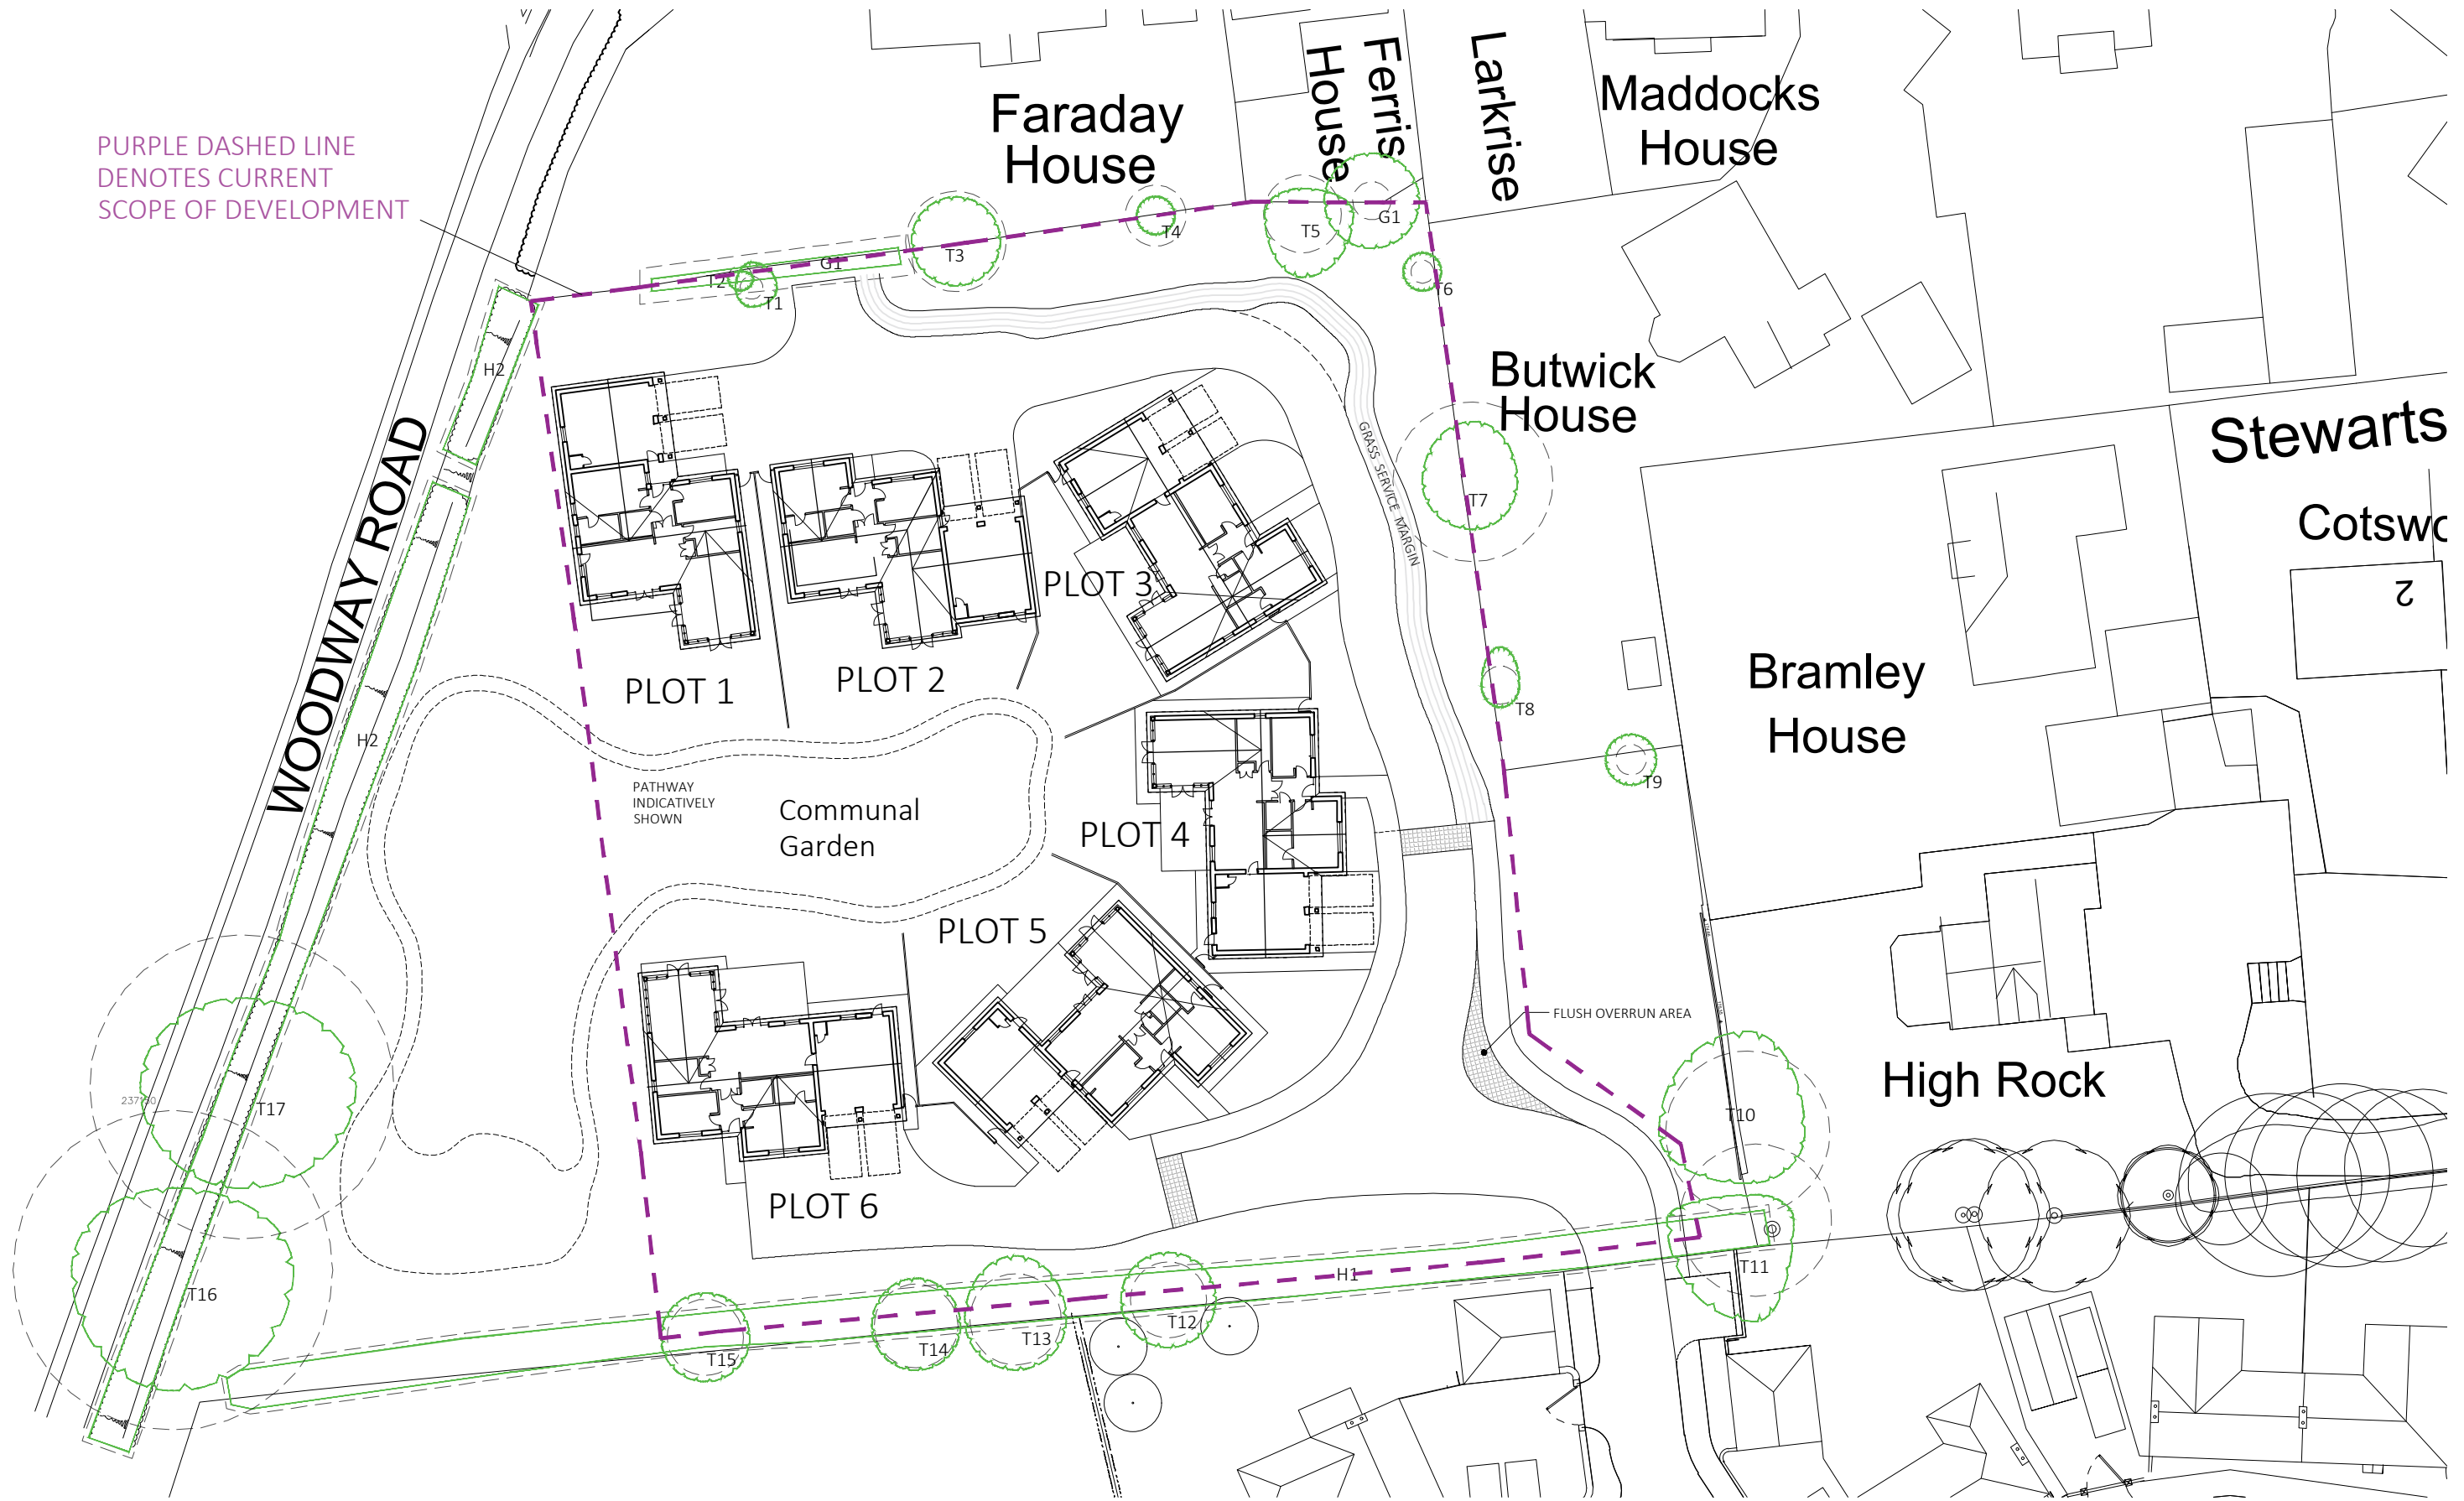 PURPLE DASHED LINE
DENOTES CURRENT
SCOPE OF DEVELOPMENT
Faraday
House
Ferris
House
Larkrise
Maddocks
House
T5
G1
T4
T3
G1
T2
T1
T6
H2
Butwick
House
Stewarts
WOODWAY ROAD
GRASS SERVICE MARGIN
T7
Cotswo
2
PLOT 3
PLOT 1
PLOT 2
Bramley
House
T8
H2
T9
PATHWAY
INDICATIVELY
SHOWN
Communal
Garden
PLOT 4
PLOT 5
FLUSH OVERRUN AREA
High Rock
T17
T10
PLOT 6
T16
H1
T11
T12
T13
T14
T15